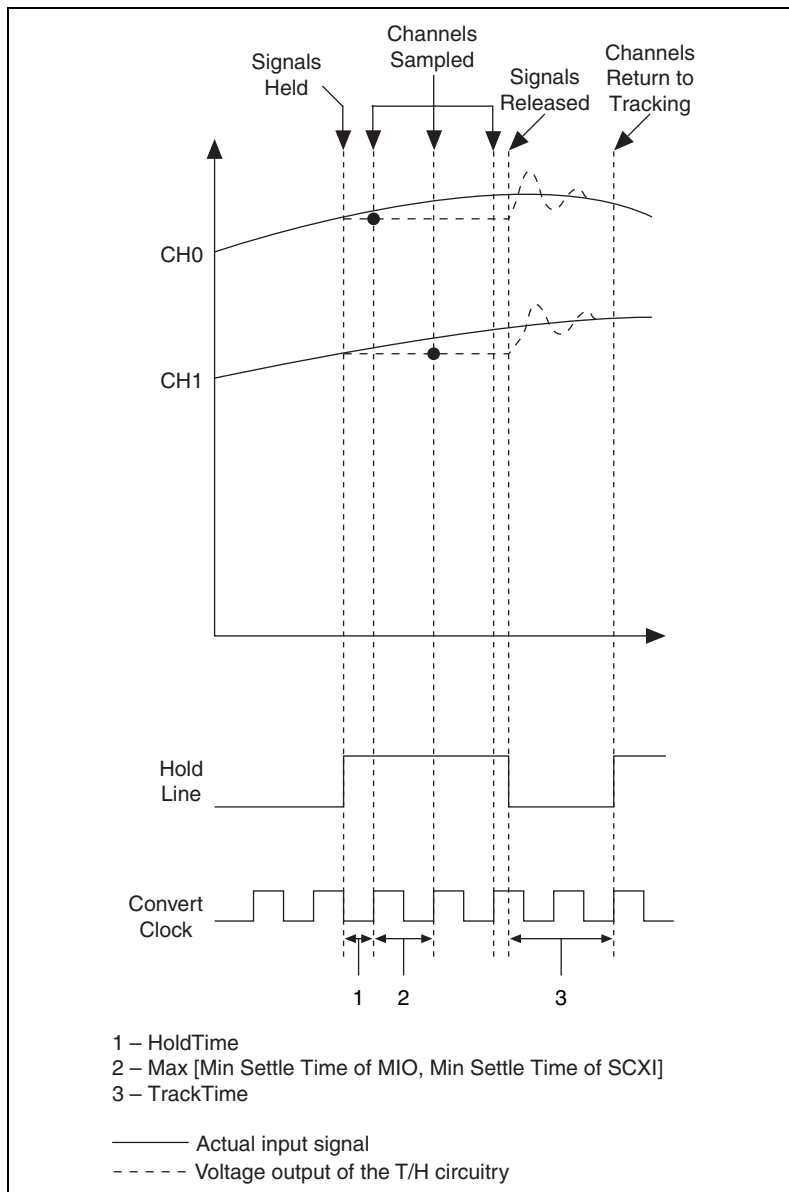 Channels
Sampled
Signals
Held
Signals
Released
Channels
Return to
Tracking
CH0
CH1
Hold
Line
Convert
Clock
1
2
3
1 – HoldTime
2 – Max [Min Settle Time of MIO, Min Settle Time of SCXI]
3 – TrackTime
Actual input signal
Voltage output of the T/H circuitry